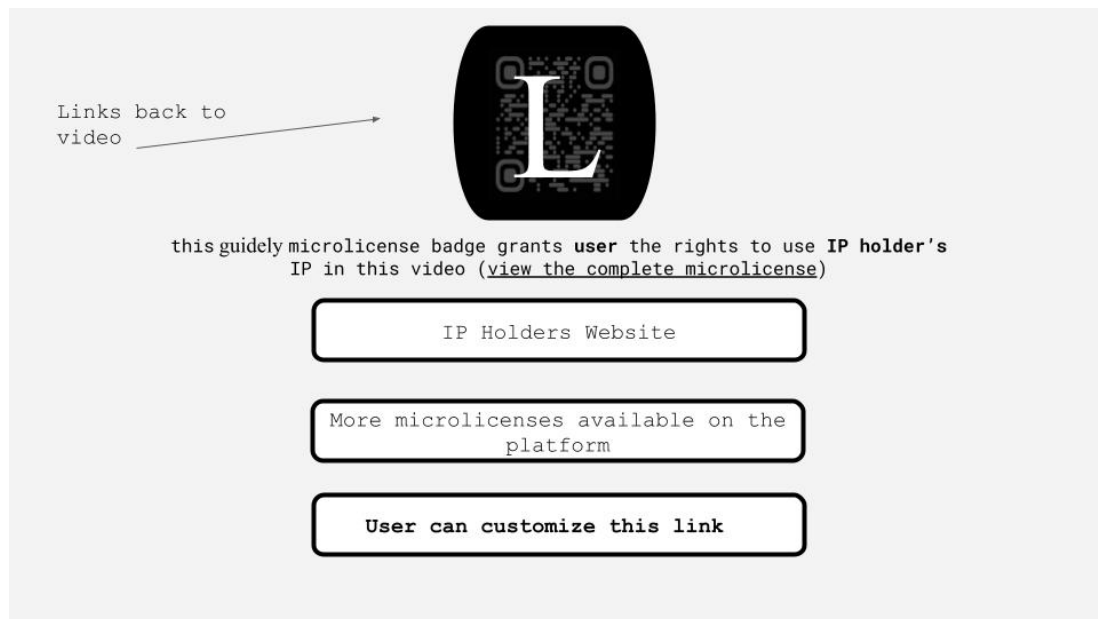 L
Links back to
video
this guidely microlicense badge grants user the rights to use IP holder’s
IP in this video (view the complete microlicense)
IP Holders Website
More microlicenses available on the
platform
User can customize this link